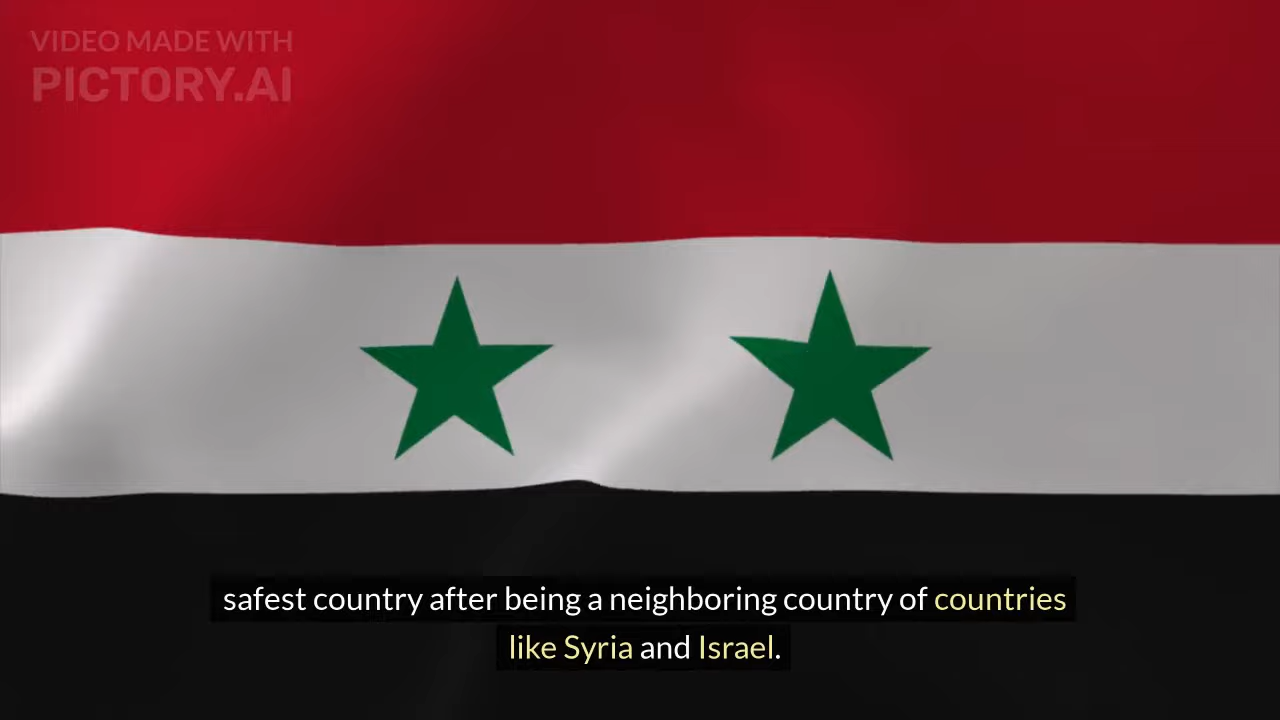 VIDEO MADE WITH
PICTORY.AI
safest country after being a neighboring country of countries
like Syria and Israel.